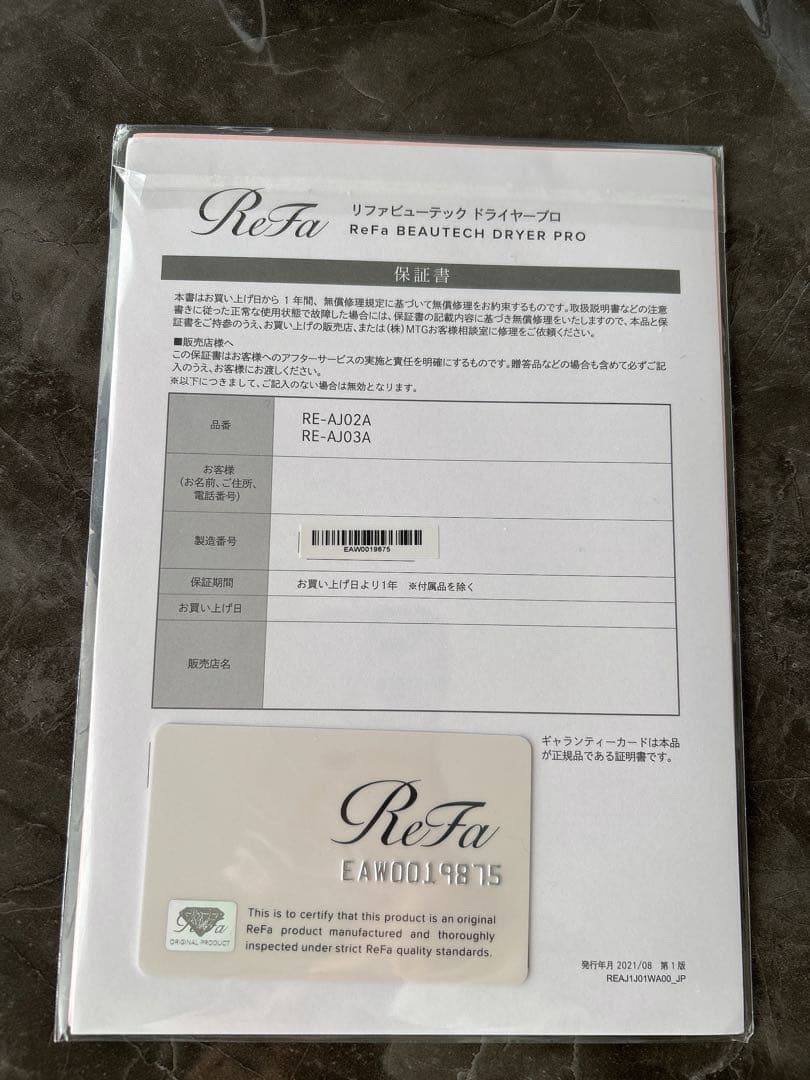 ReFa
リファビューテック ドライヤープロ
ReFa BEAUTECH DRYER PRO
保証書
本書はお買い上げ日から 1 年間、無償修理規定に基づいて無償修理をお約束するものです。取扱説明書などの注意
書きに従った正常な使用状態で故障した場合には、保証書の記載内容に基づき無償修理をいたしますので、本品と保
証書をご持参のうえ、お買い上げの販売店、または(株)MTGお客様相談室に修理をご依頼ください。
■販売店様へ
この保証書はお客様へのアフターサービスの実施と責任を明確にするものです。贈答品などの場合も含めて必ずご記
入のうえ、お客様にお渡しください。
※以下につきまして、ご記入のない場合は無効となります。
品番
RE-AJ02A
RE-AJ03A
お客様
(お名前、ご住所、
電話番号)
製造番号
EAW0019875
保証期間
お買い上げ日より1年 ※付属品を除く
お買い上げ日
販売店名
ギャランティーカードは本品
が正規品である証明書です。
ReFa
EAW0019875
ReFa
ORIGINAL PRODUCT
This is to certify that this product is an original
ReFa product manufactured and thoroughly
inspected under strict ReFa quality standards.
発行年月 2021/08 第1版
REAJ1J01WA00_JP